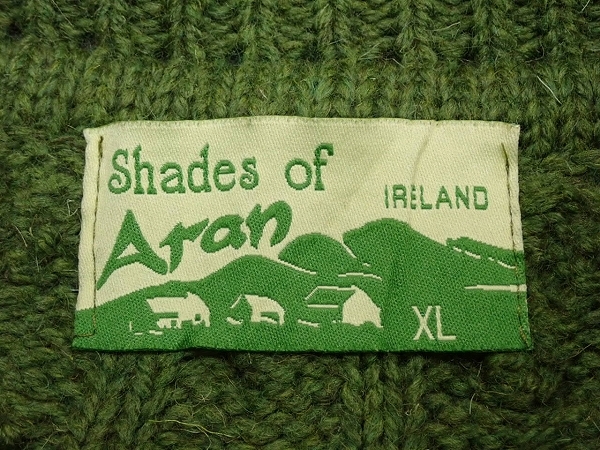 Shades of
Aran
IRELAND
XL